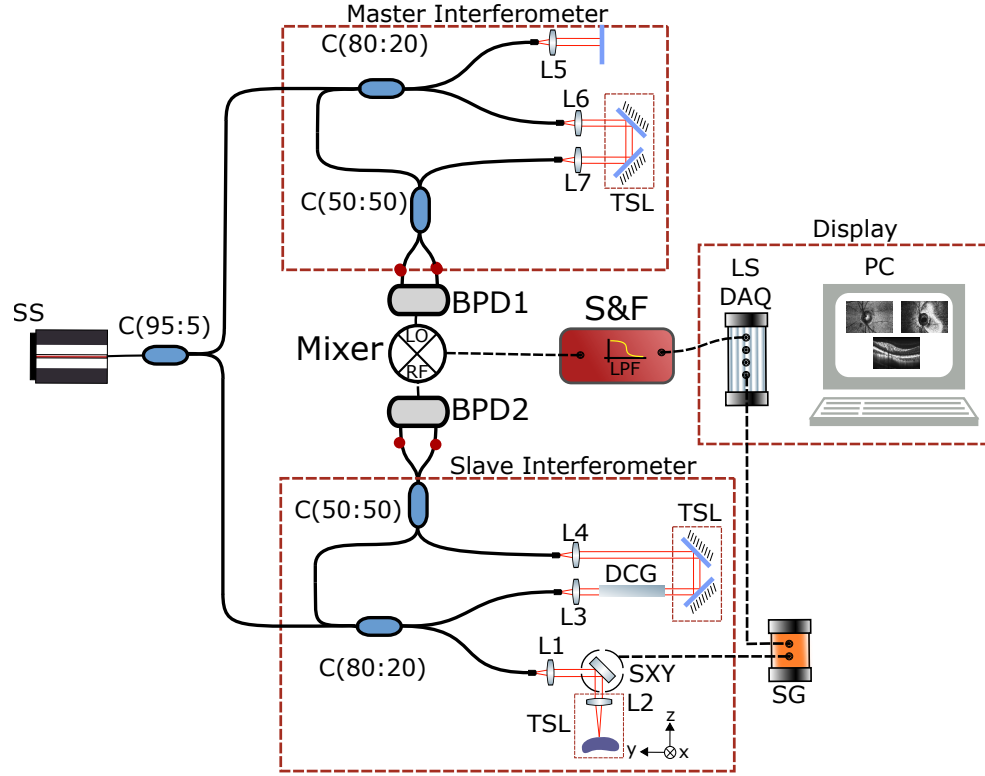 Master Interferometer
C(80:20)
L5
L6
L7
TSL
C(50:50)
Display
LS
DAQ
PC
SS
C(95:5)
BPD1
S&F
LPF
Mixer
LO
RF
BPD2
Slave Interferometer
C(50:50)
TSL
L4
DCG
L3
C(80:20)
L1
SXY
L2
TSL
z
y
x
SG